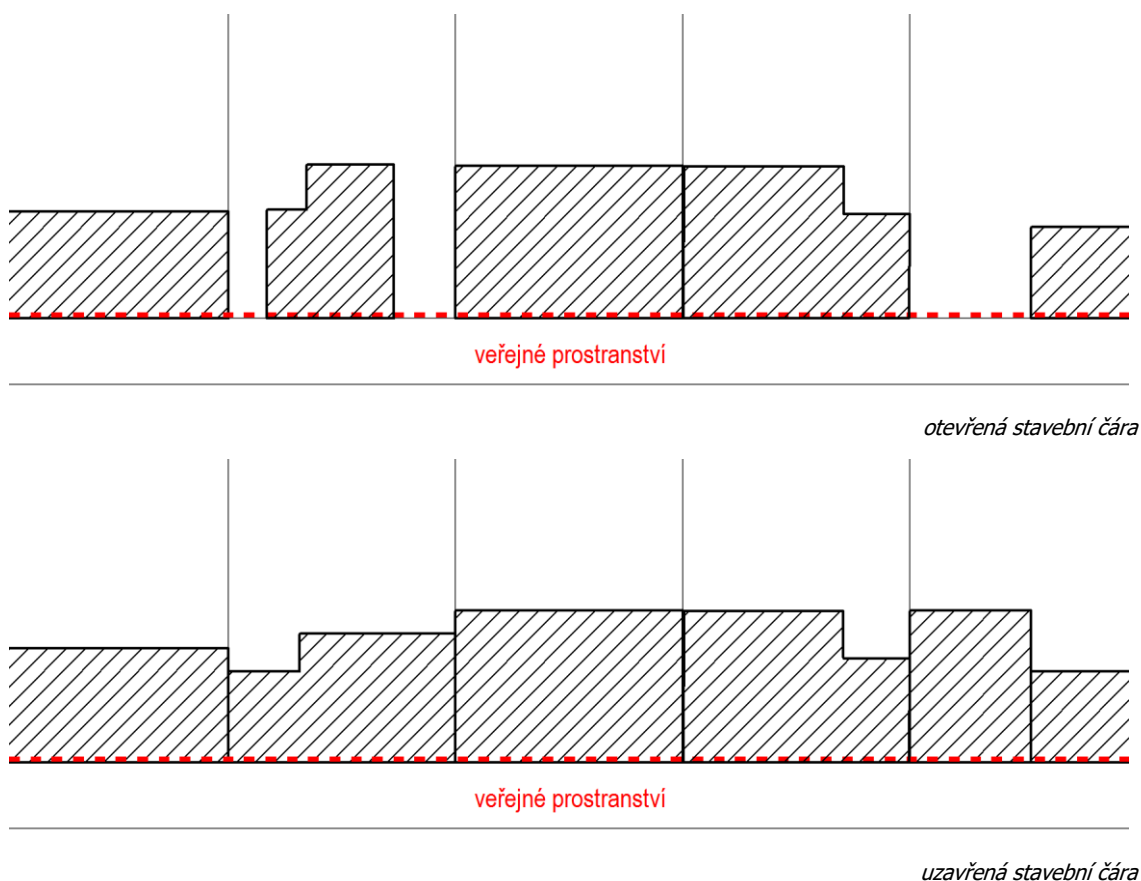 veřejné prostranství
otevřená stavební čára
veřejné prostranství
uzavřená stavební čára